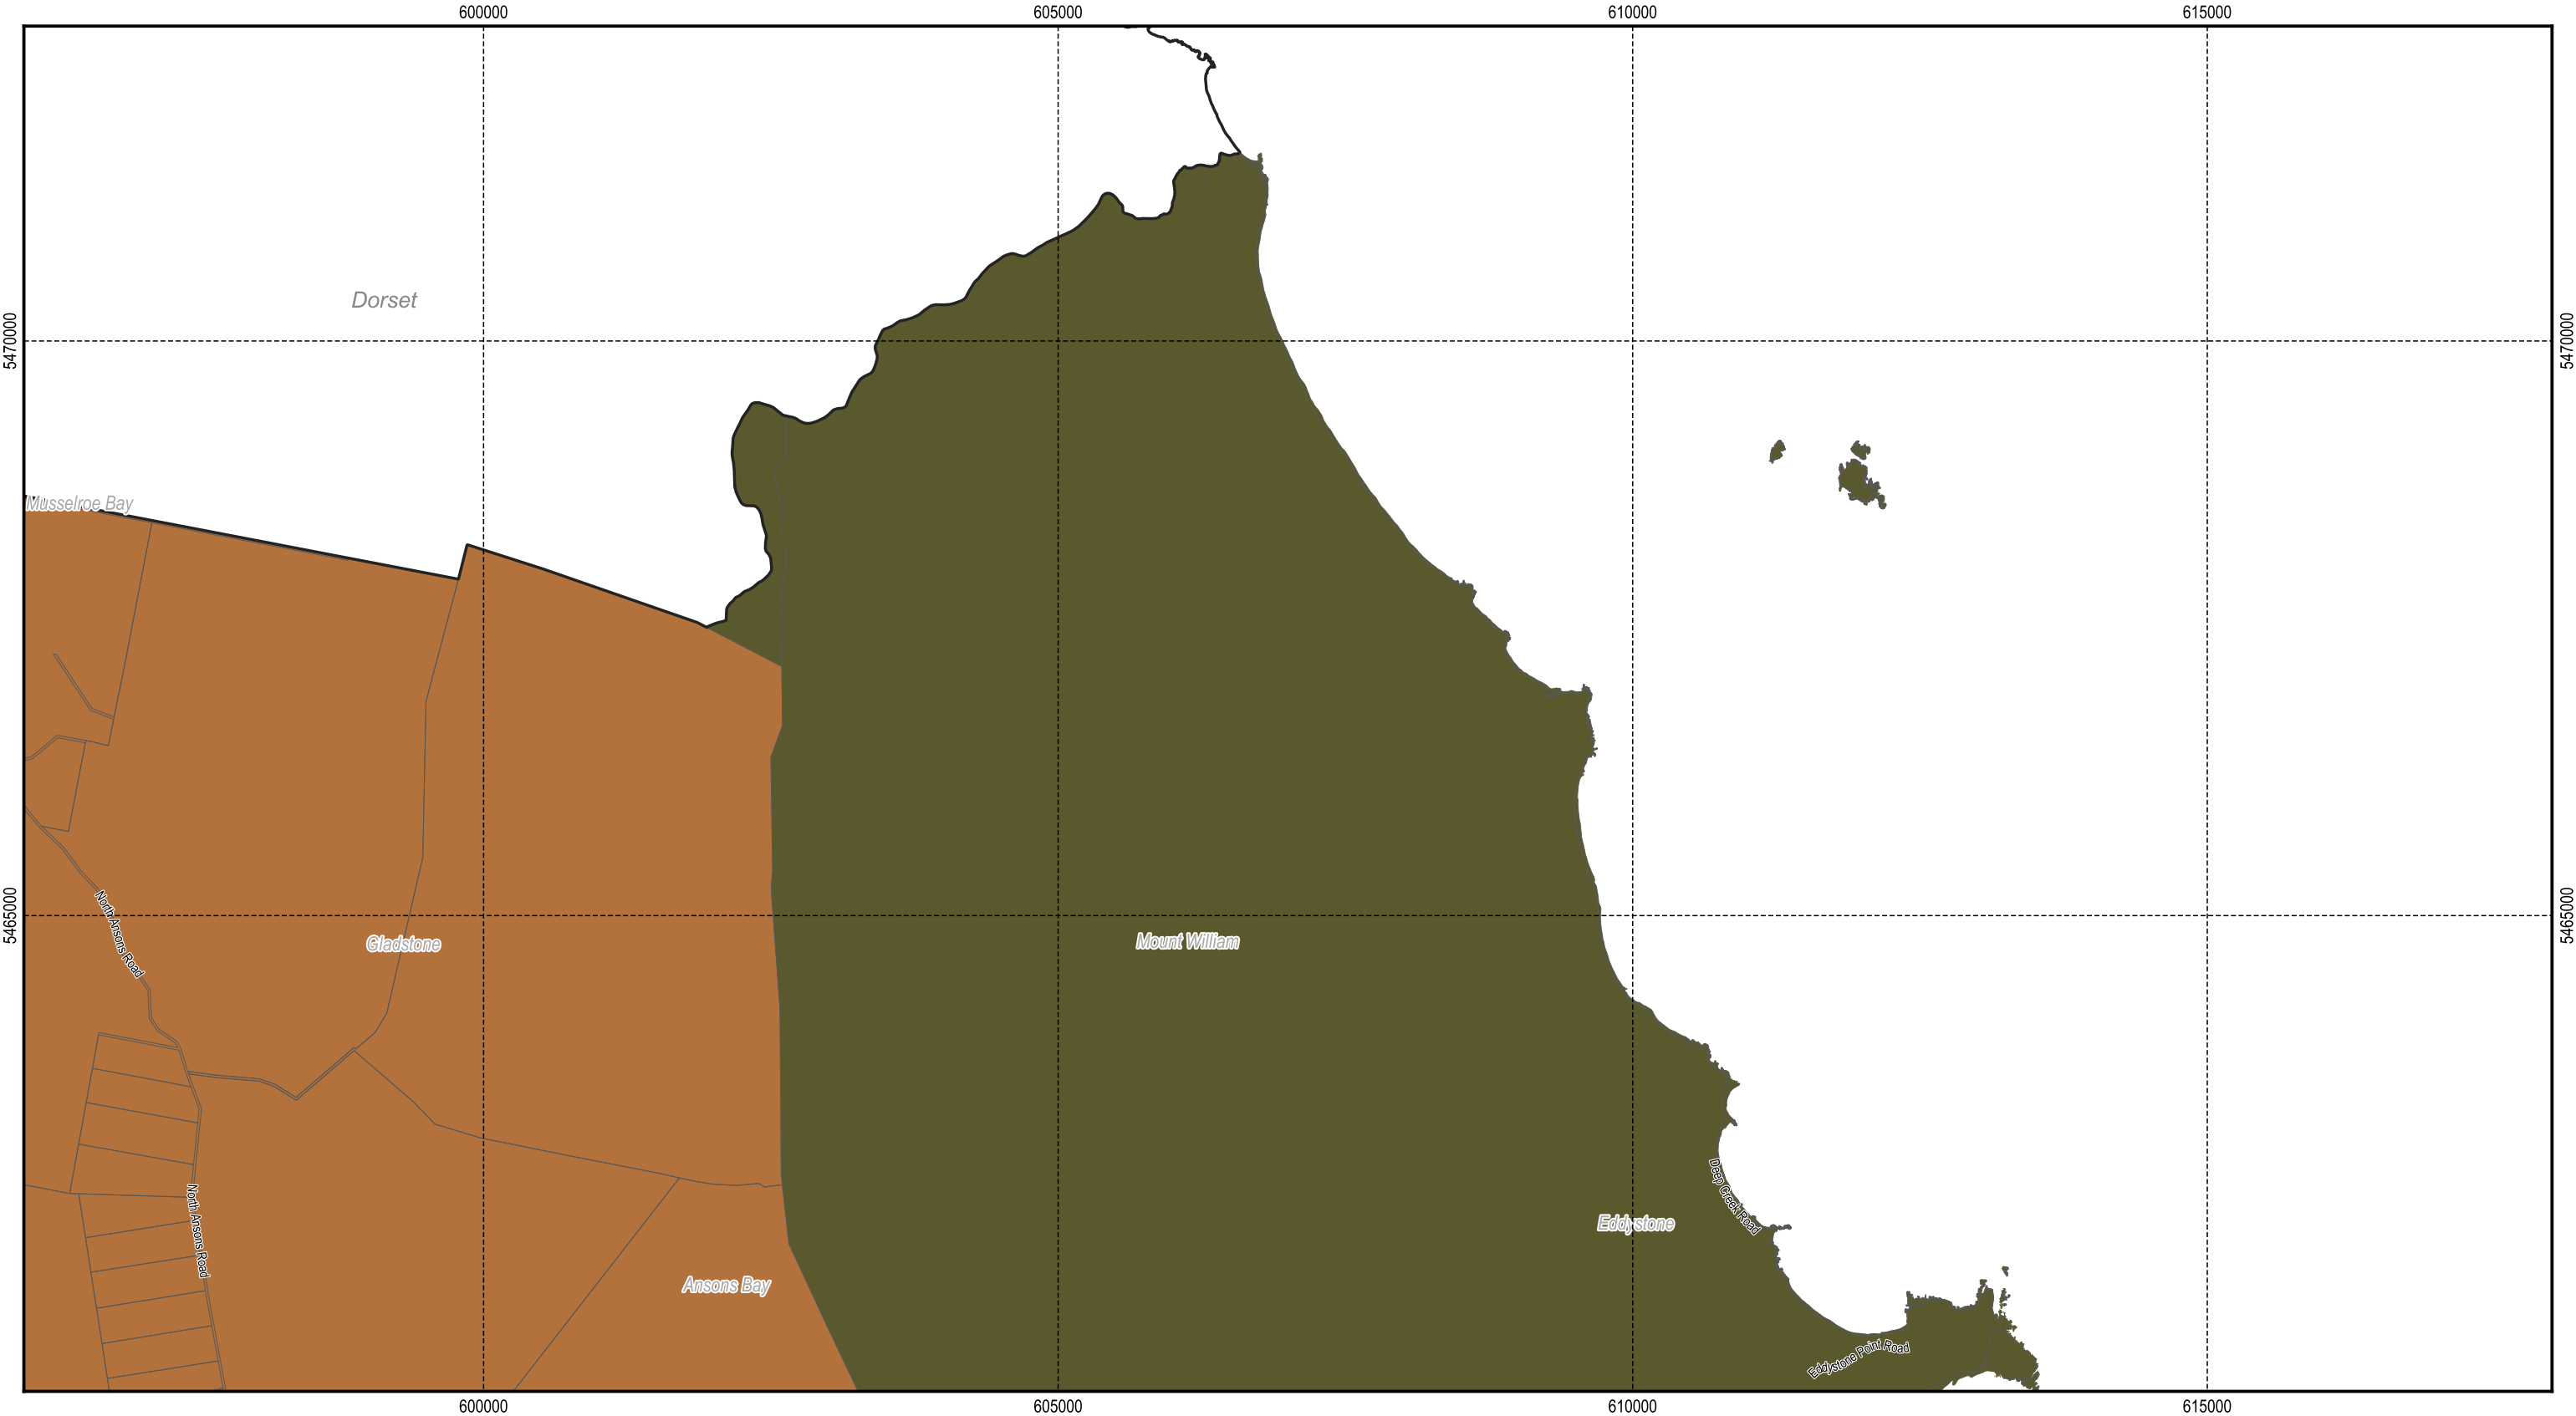 600000
605000
610000
615000
Dorset
5470000
5470000
Musselroe Bay
North Ansons Road
Gladstone
Mount William
5465000
5465000
Deep Creek Road
North Ansons Road
Eddystone
Ansons Bay
Eddystone Point Road
600000
605000
610000
615000